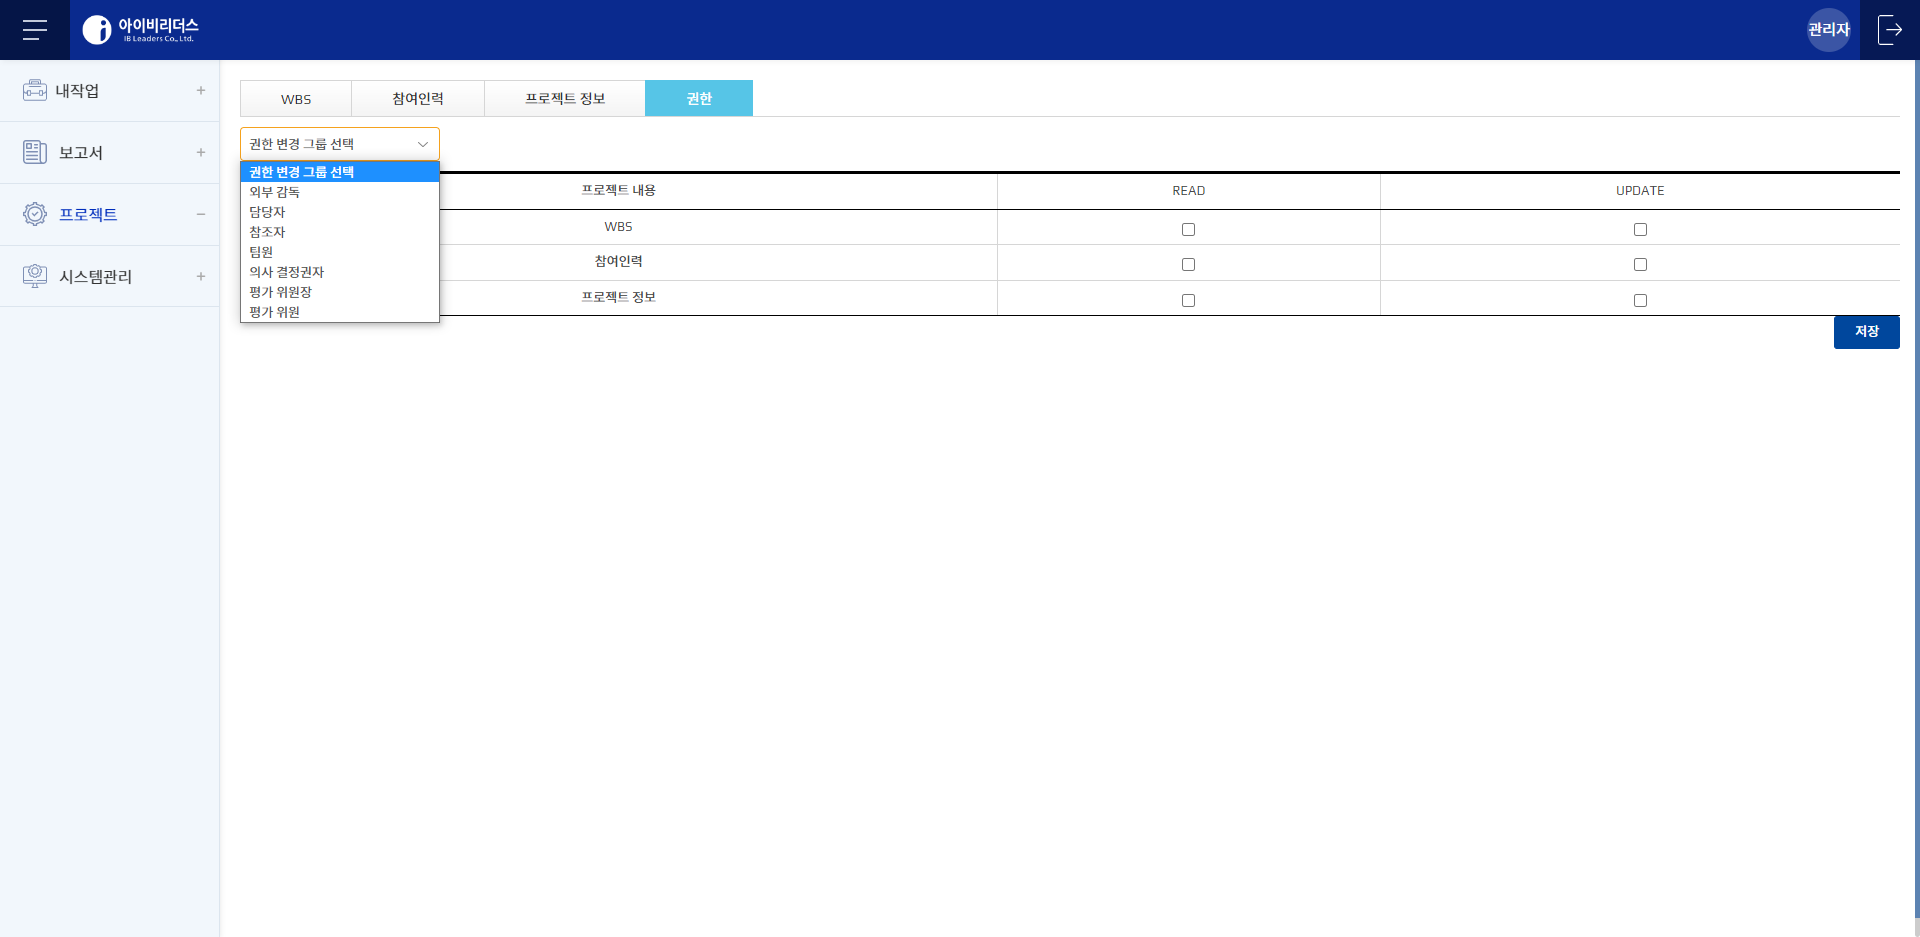 아이비리더스
IB Leaders Co., Ltd.
관리자
내작업 +
보고서 +
프로젝트 −
시스템관리 +
WBS 참여인력 프로젝트 정보 권한
권한 변경 그룹 선택
권한 변경 그룹 선택
외부 감독
담당자
참조자
팀원
의사 결정권자
평가 위원장
평가 위원
프로젝트 내용 READ UPDATE
WBS
참여인력
프로젝트 정보
저장